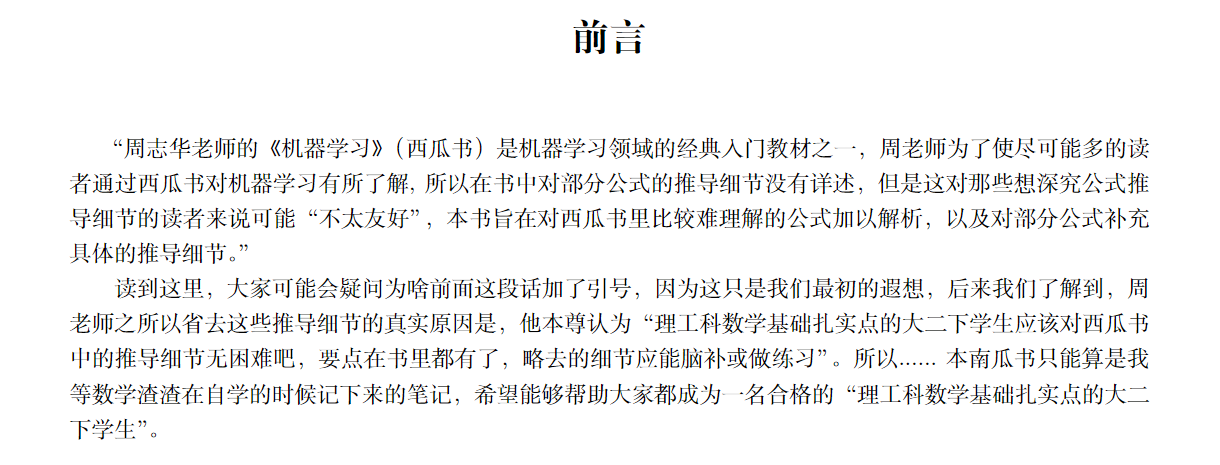 前言
“周志华老师的《机器学习》（西瓜书）是机器学习领域的经典入门教材之一，周老师为了使尽可能多的读
者通过西瓜书对机器学习有所了解, 所以在书中对部分公式的推导细节没有详述，但是这对那些想深究公式推
导细节的读者来说可能“不太友好”，本书旨在对西瓜书里比较难理解的公式加以解析，以及对部分公式补充
具体的推导细节。”
读到这里，大家可能会疑问为啥前面这段话加了引号，因为这只是我们最初的遐想，后来我们了解到，周
老师之所以省去这些推导细节的真实原因是，他本尊认为“理工科数学基础扎实点的大二下学生应该对西瓜书
中的推导细节无困难吧，要点在书里都有了，略去的细节应能脑补或做练习”。所以...... 本南瓜书只能算是我
等数学渣渣在自学的时候记下来的笔记，希望能够帮助大家都成为一名合格的“理工科数学基础扎实点的大二
下学生”。